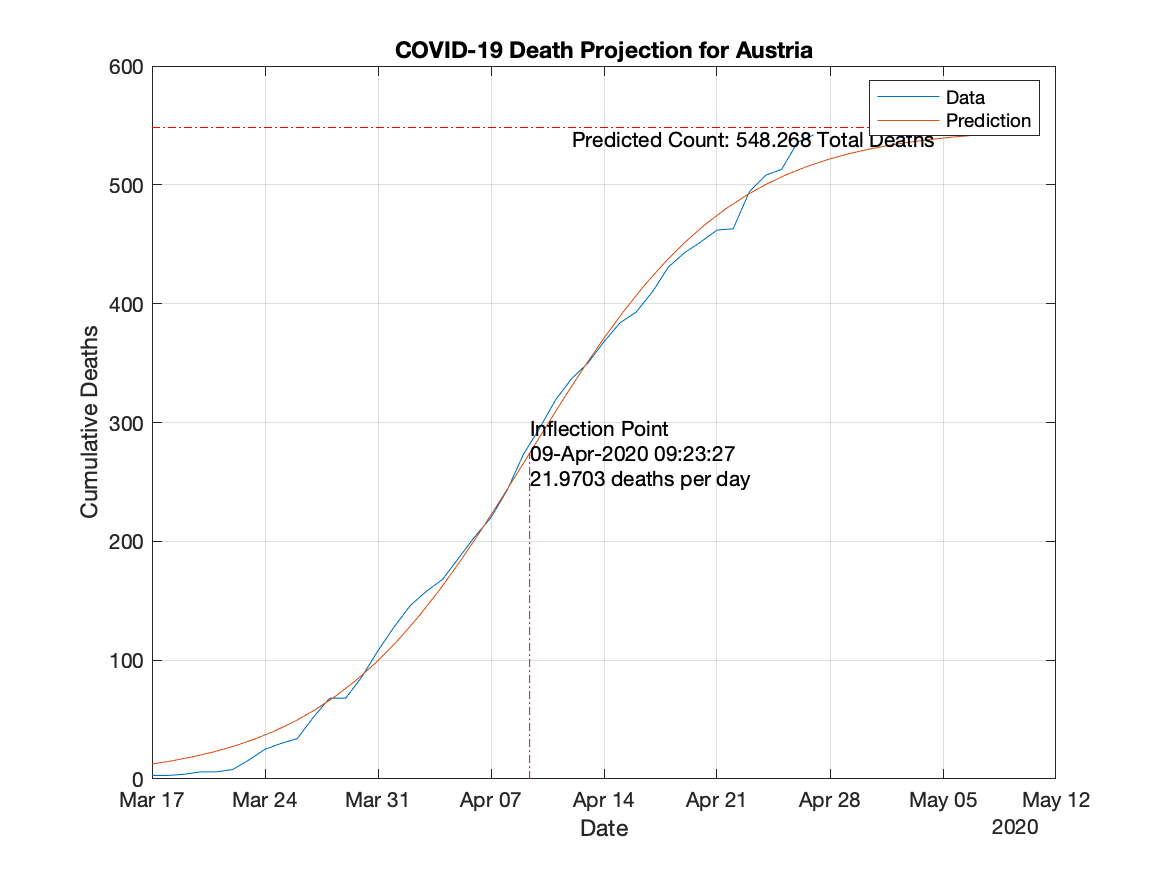 COVID-19 Death Projection for Austria
600
500
400
300
200
100
0
Cumulative Deaths
Data
Prediction
Predicted Count: 548.268 Total Deaths
Inflection Point
09-Apr-2020 09:23:27
21.9703 deaths per day
Mar 17 Mar 24 Mar 31 Apr 07 Apr 14 Apr 21 Apr 28 May 05 May 12
Date
2020